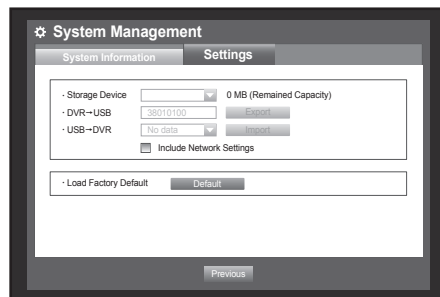 System Management
System Information Settings
· Storage Device 0 MB (Remained Capacity)
· DVR→USB 38010100 Export
· USB→DVR No data Import
Include Network Settings
· Load Factory Default Default
Previous